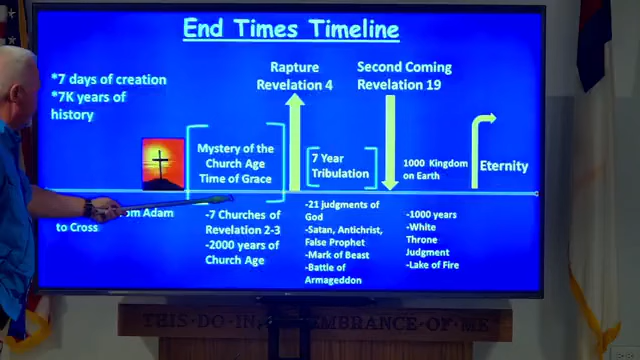 End Times Timeline
*7 days of creation
*7K years of
history
Rapture
Revelation 4
Second Coming
Revelation 19
Mystery of the
Church Age
Time of Grace
7 Year
Tribulation
1000 Kingdom
on Earth
Eternity
Adam
to Cross
-7 Churches of
Revelation 2-3
-2000 years of
Church Age
-21 judgments of
God
-Satan, Antichrist,
False Prophet
-Mark of Beast
-Battle of
Armageddon
-1000 years
-White
Throne
Judgment
-Lake of Fire
THIS DO IN EMBRANCE OF ME